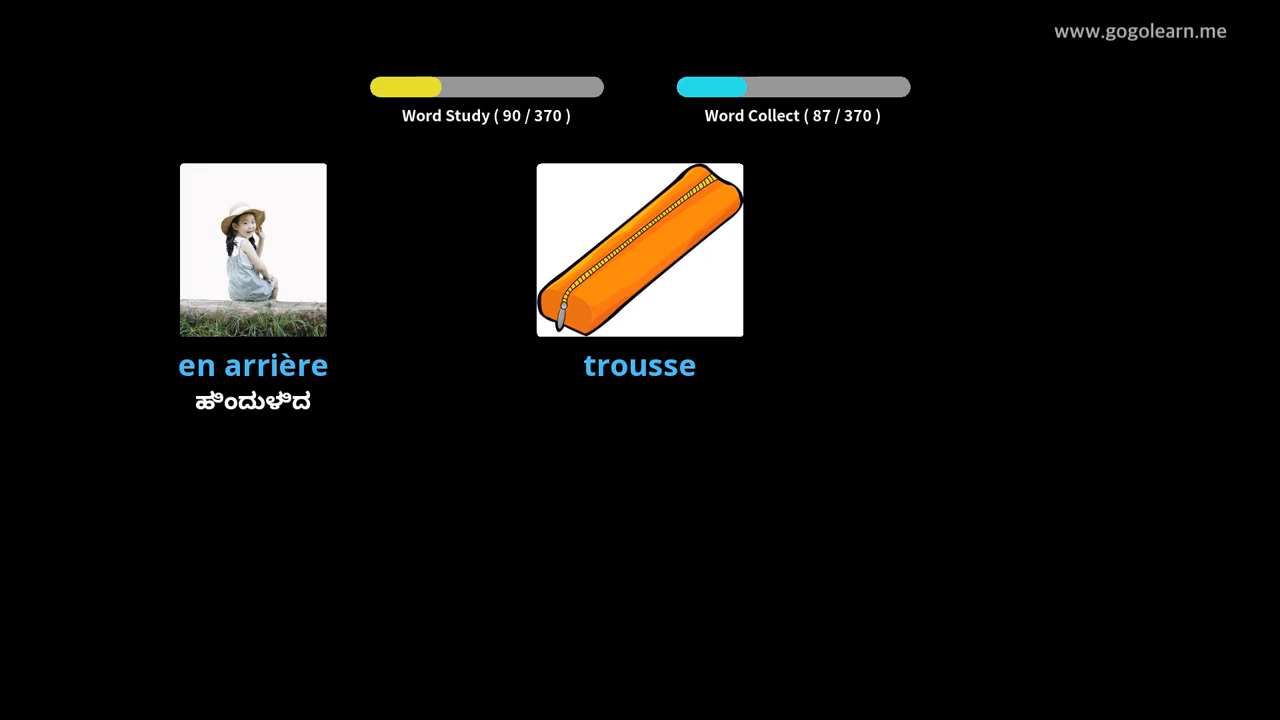 www.gogolearn.me
Word Study ( 90 / 370 )
Word Collect ( 87 / 370 )
en arrière
ಹಿಂದುಳಿದ
trousse